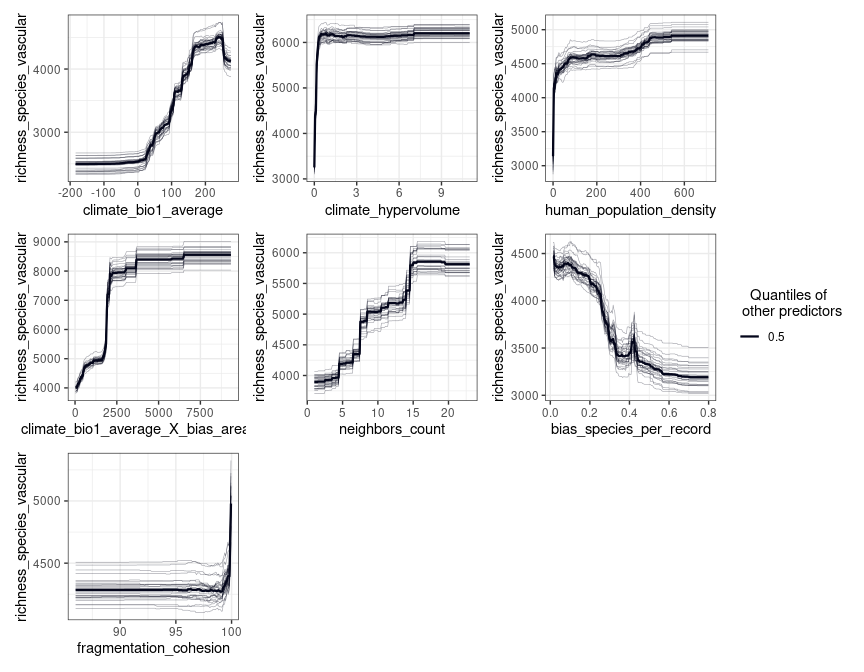 richness_species_vascular
4000
3000
-200 -100 0 100 200
climate_bio1_average
richness_species_vascular
6000
5000
4000
3000
0 3 6 9
climate_hypervolume
richness_species_vascular
5000
4500
4000
3500
3000
0 200 400 600
human_population_density
richness_species_vascular
9000
8000
7000
6000
5000
4000
0 2500 5000 7500
climate_bio1_average_X_bias_area
richness_species_vascular
6000
5500
5000
4500
4000
0 5 10 15 20
neighbors_count
richness_species_vascular
4500
4000
3500
3000
0.0 0.2 0.4 0.6 0.8
bias_species_per_record
Quantiles of
other predictors
0.5
richness_species_vascular
5000
4500
90 95 100
fragmentation_cohesion